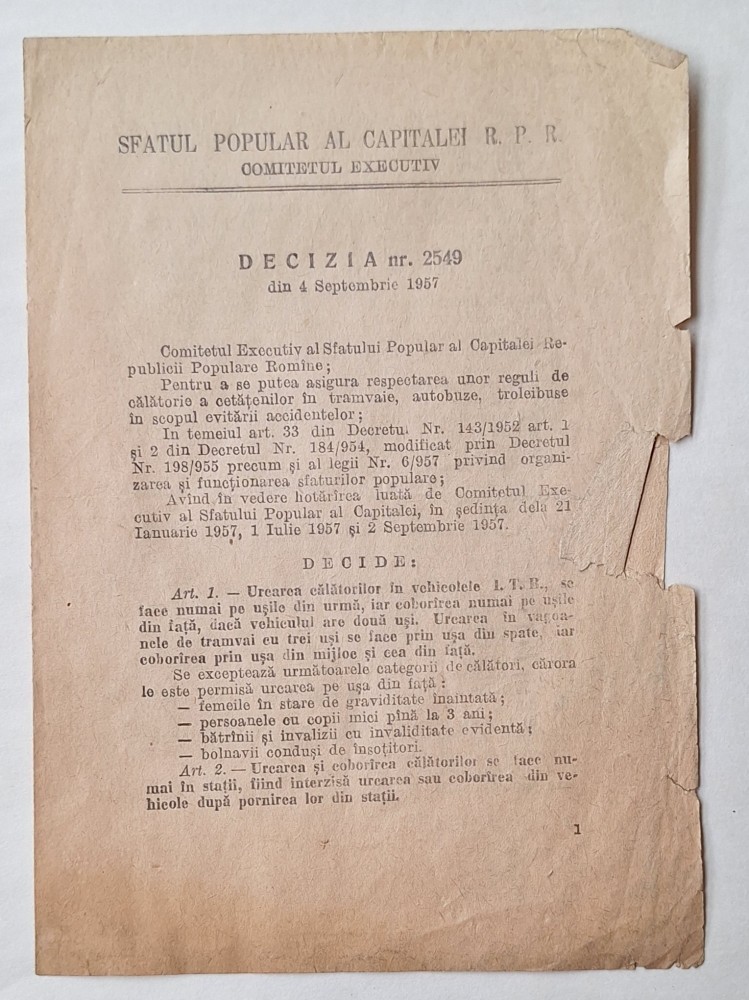 SFATUL POPULAR AL CAPITALEI R. P. R.
COMITETUL EXECUTIV
DECIZIA nr. 2549
din 4 Septembrie 1957
Comitetul Executiv al Sfatului Popular al Capitalei Re-
publicii Populare Romîne;
Pentru a se putea asigura respectarea unor reguli de
călătorie a cetățenilor în tramvaie, autobuze, troleibuse
în scopul evitării accidentelor;
In temeiul art. 33 din Decretul Nr. 143/1952 art. 1
și 2 din Decretul Nr. 184/954, modificat prin Decretul
Nr. 198/955 precum și al legii Nr. 6/957 privind organi-
zarea și funcționarea sfaturilor populare;
Avînd în vedere hotărîrea luată de Comitetul Exe-
cutiv al Sfatului Popular al Capitalei, în ședința dela 21
Ianuarie 1957, 1 Iulie 1957 și 2 Septembrie 1957.
DECIDE:
Art. 1. — Urcarea călătorilor în vehicolele I. T. B., se
face numai pe ușile din urmă, iar coborîrea numai pe ușile
din față, dacă vehiculul are două uși. Urcarea în vagoa-
nele de tramvai cu trei uși se face prin ușa din spate, iar
coborîrea prin ușa din mijloc și cea din față.
Se exceptează următoarele categorii de călători, cărora
le este permisă urcarea pe ușa din față:
— femeile în stare de graviditate înaintată;
— persoanele cu copii mici pînă la 3 ani;
— bătrînii și invalizii cu invaliditate evidentă;
— bolnavii conduși de însoțitori.
Art. 2. — Urcarea și coborîrea călătorilor se face nu-
mai în stații, fiind interzisă urcarea sau coborîrea din ve-
hicole după pornirea lor din stații.
1